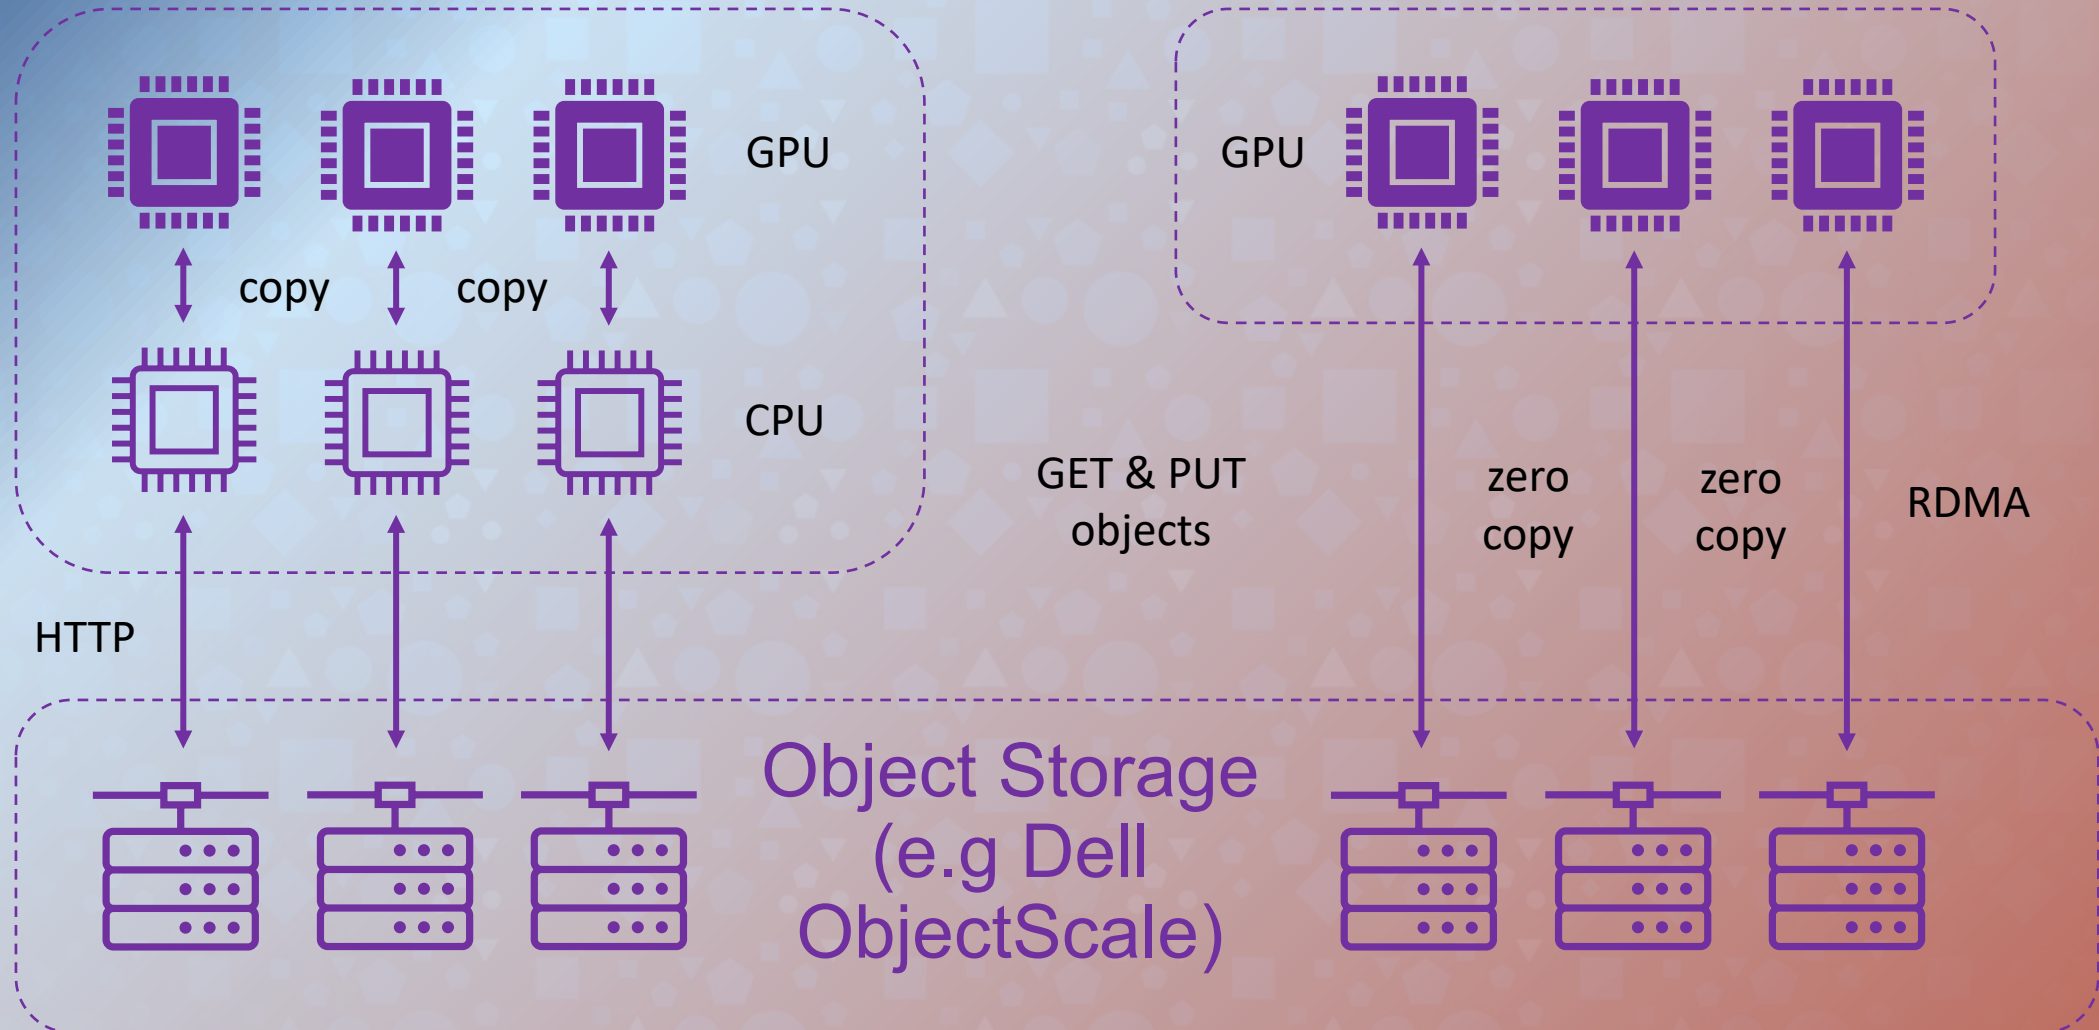 GPU
GPU
copy
copy
CPU
GET & PUT
objects
zero
copy
zero
copy
RDMA
HTTP
Object Storage
(e.g Dell
ObjectScale)